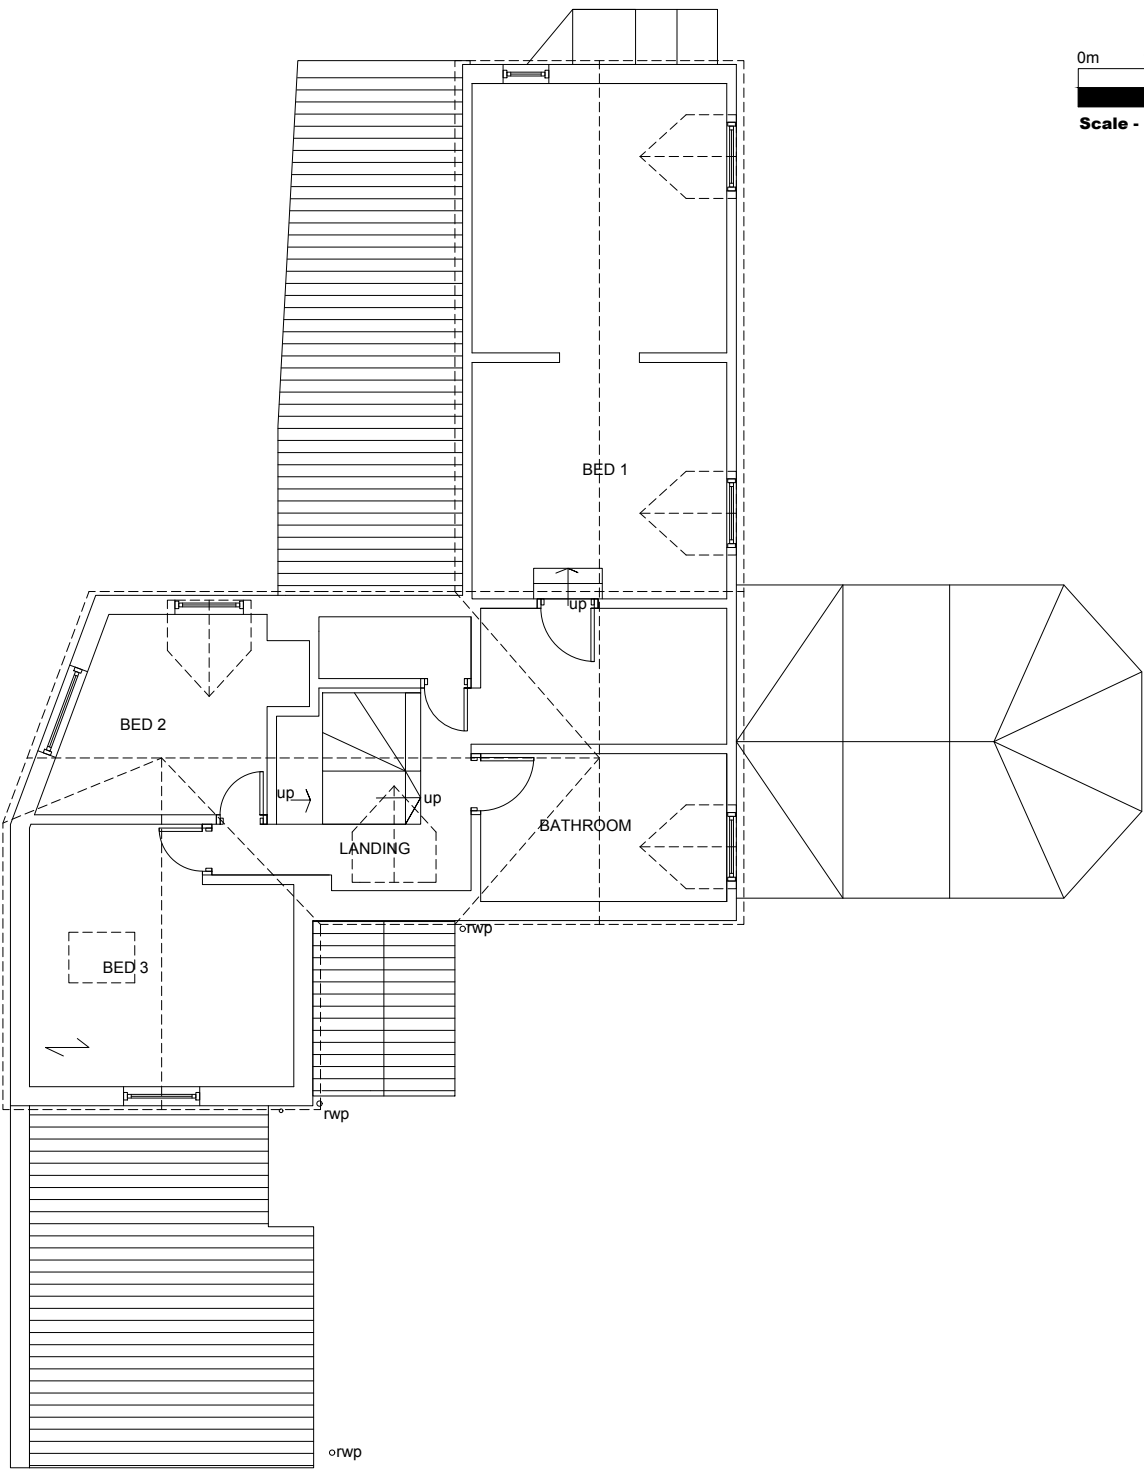 0m
Scale -
BED 1
up
BED 2
up
up
BATHROOM
LANDING
rwp
BED 3
rwp
rwp